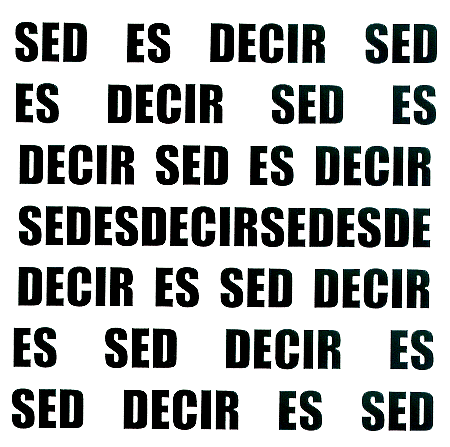 SED ES DECIR SED
ES DECIR SED ES
DECIR SED ES DECIR
SEDESDECIRSEDESDE
DECIR ES SED DECIR
ES SED DECIR ES
SED DECIR ES SED